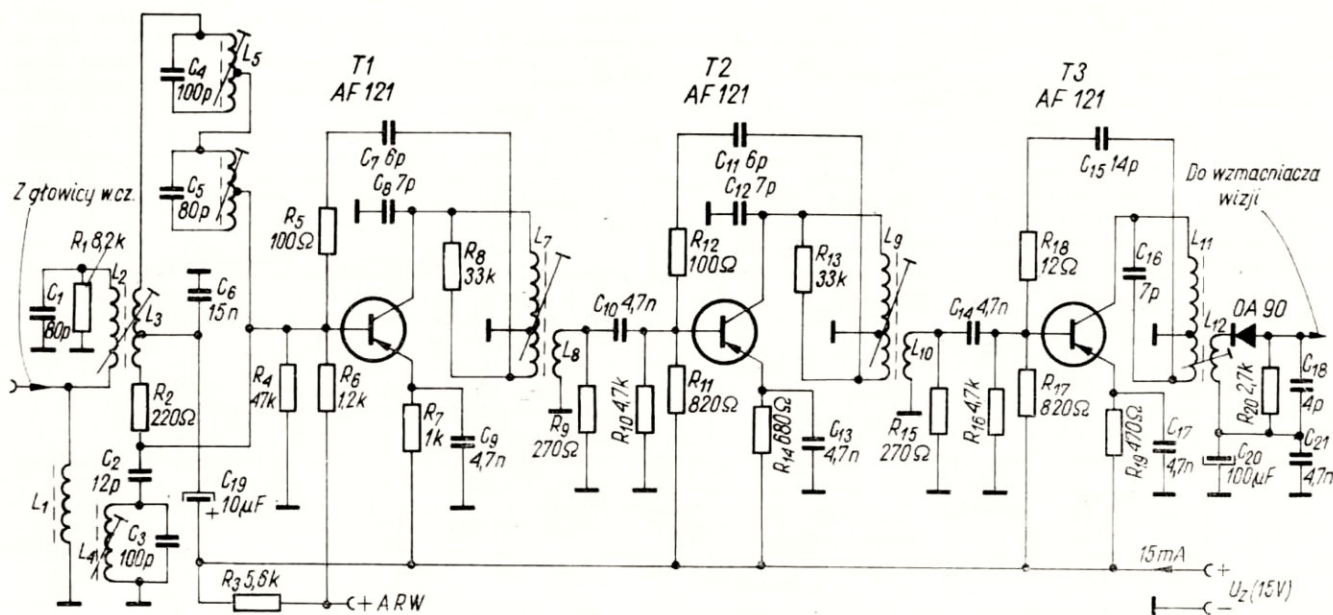 T1
AF 121
T2
AF 121
T3
AF 121
C4
100p
L5
C5
80p
Z głowicy w.cz.
R1 8,2k
L2
C1
80p
L3
C6
15n
R2
220Ω
C2
12p
L1
L4
C3
100p
C19
10µF
+
R3 5,6k
+ ARW
R4
47k
R5
100Ω
R6
1,2k
C7 6p
C8 7p
R8
33k
L7
R7
1k
C9
4,7n
L8
C10 4,7n
R9
270Ω
R10 4,7k
R12
100Ω
R11
820Ω
C11 6p
C12 7p
R13
33k
L9
R14 680Ω
C13
4,7n
L10
C14 4,7n
R15
270Ω
R16 4,7k
R18
12Ω
R17
820Ω
C15 14p
C16
7p
L11
R19 470Ω
C17
4,7n
L12
Do wzmacniacza
wizji
OA 90
R20 2,7k
C18
4p
C20
100µF
C21
4,7n
15mA
+
Uz (15V)
−